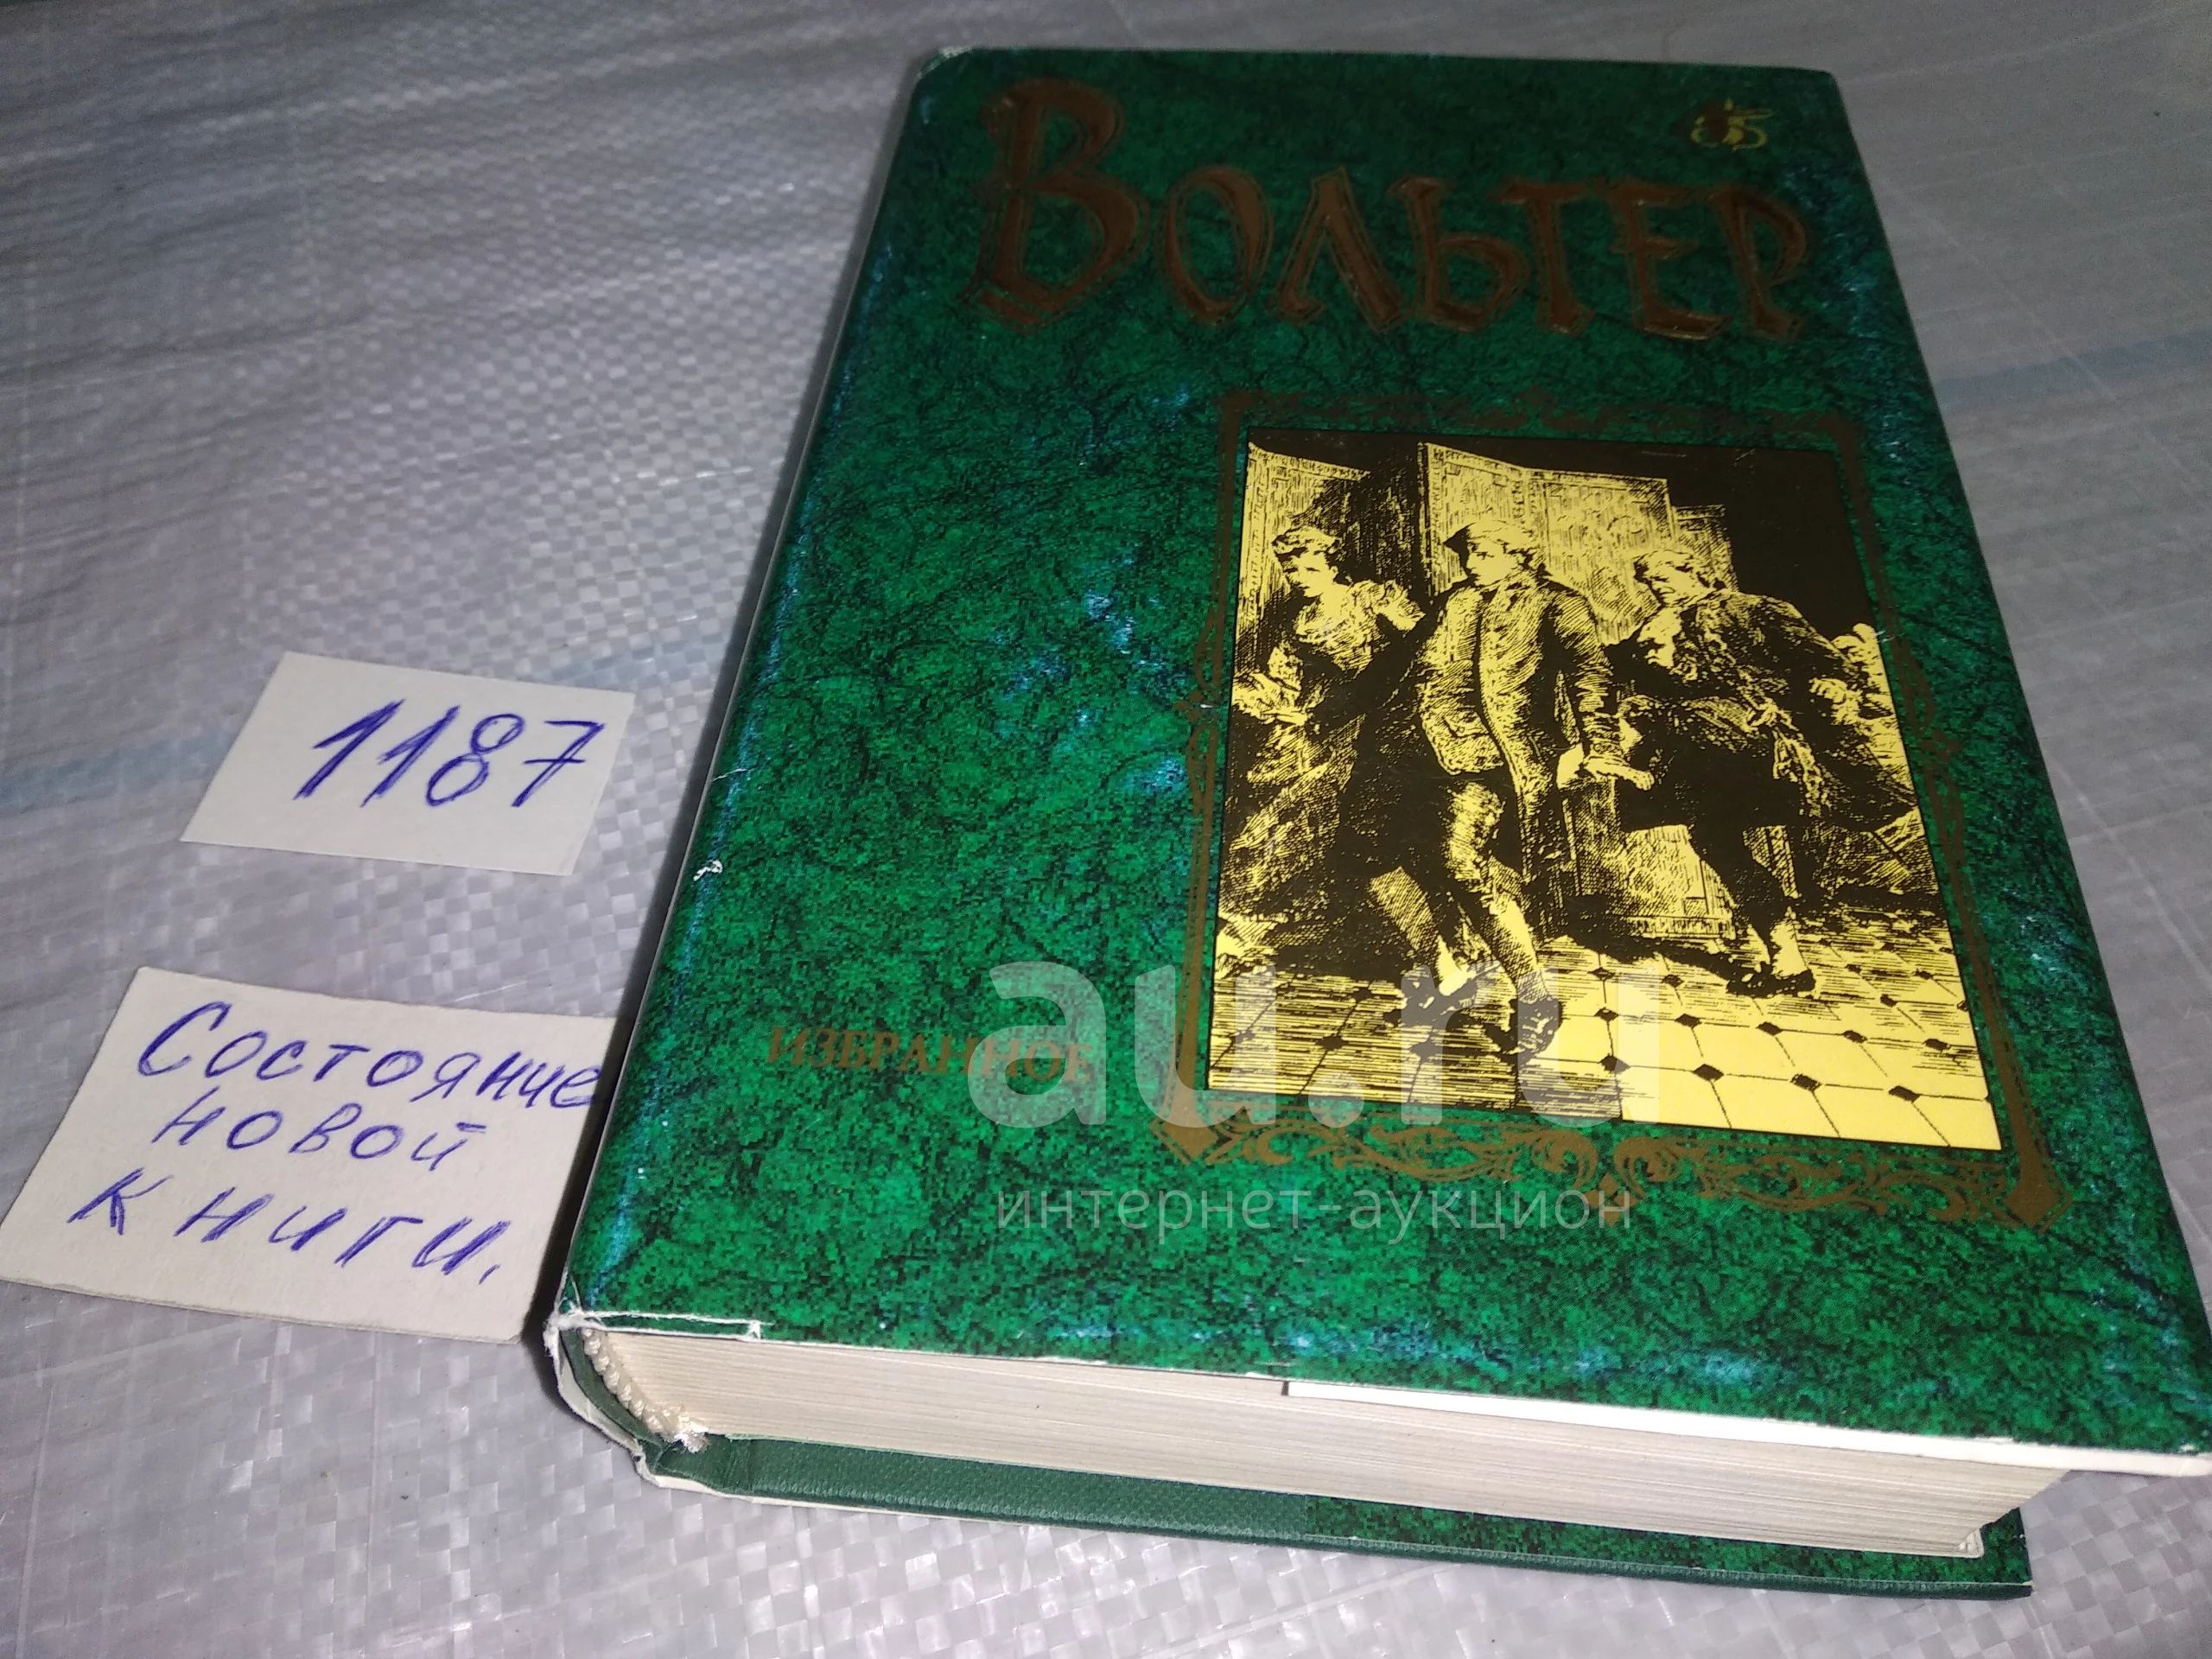 Вольтер
1187
Состояние
новой
книги.
ИЗБРАННОЕ
au.ru
интернет-аукцион